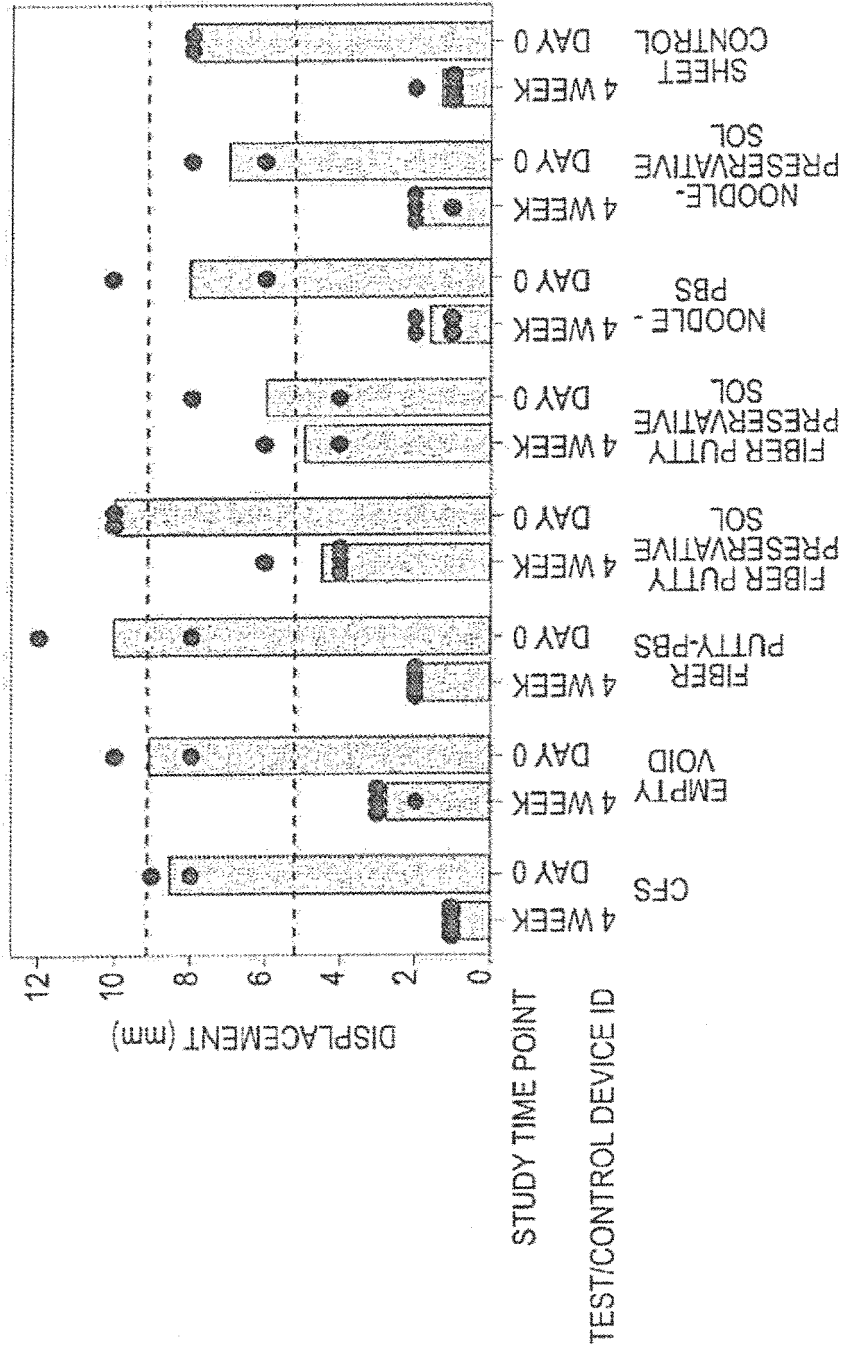 DISPLACEMENT (mm)
12
10
8
6
4
2
0
STUDY TIME POINT
4 WEEK
DAY 0
4 WEEK
DAY 0
4 WEEK
DAY 0
4 WEEK
DAY 0
4 WEEK
DAY 0
4 WEEK
DAY 0
4 WEEK
DAY 0
4 WEEK
DAY 0
TEST/CONTROL DEVICE ID
CFS
EMPTY
VOID
FIBER
PUTTY-PBS
FIBER PUTTY
PRESERVATIVE
SOL
FIBER PUTTY
PRESERVATIVE
SOL
NOODLE -
PBS
NOODLE-
PRESERVATIVE
SOL
SHEET
CONTROL